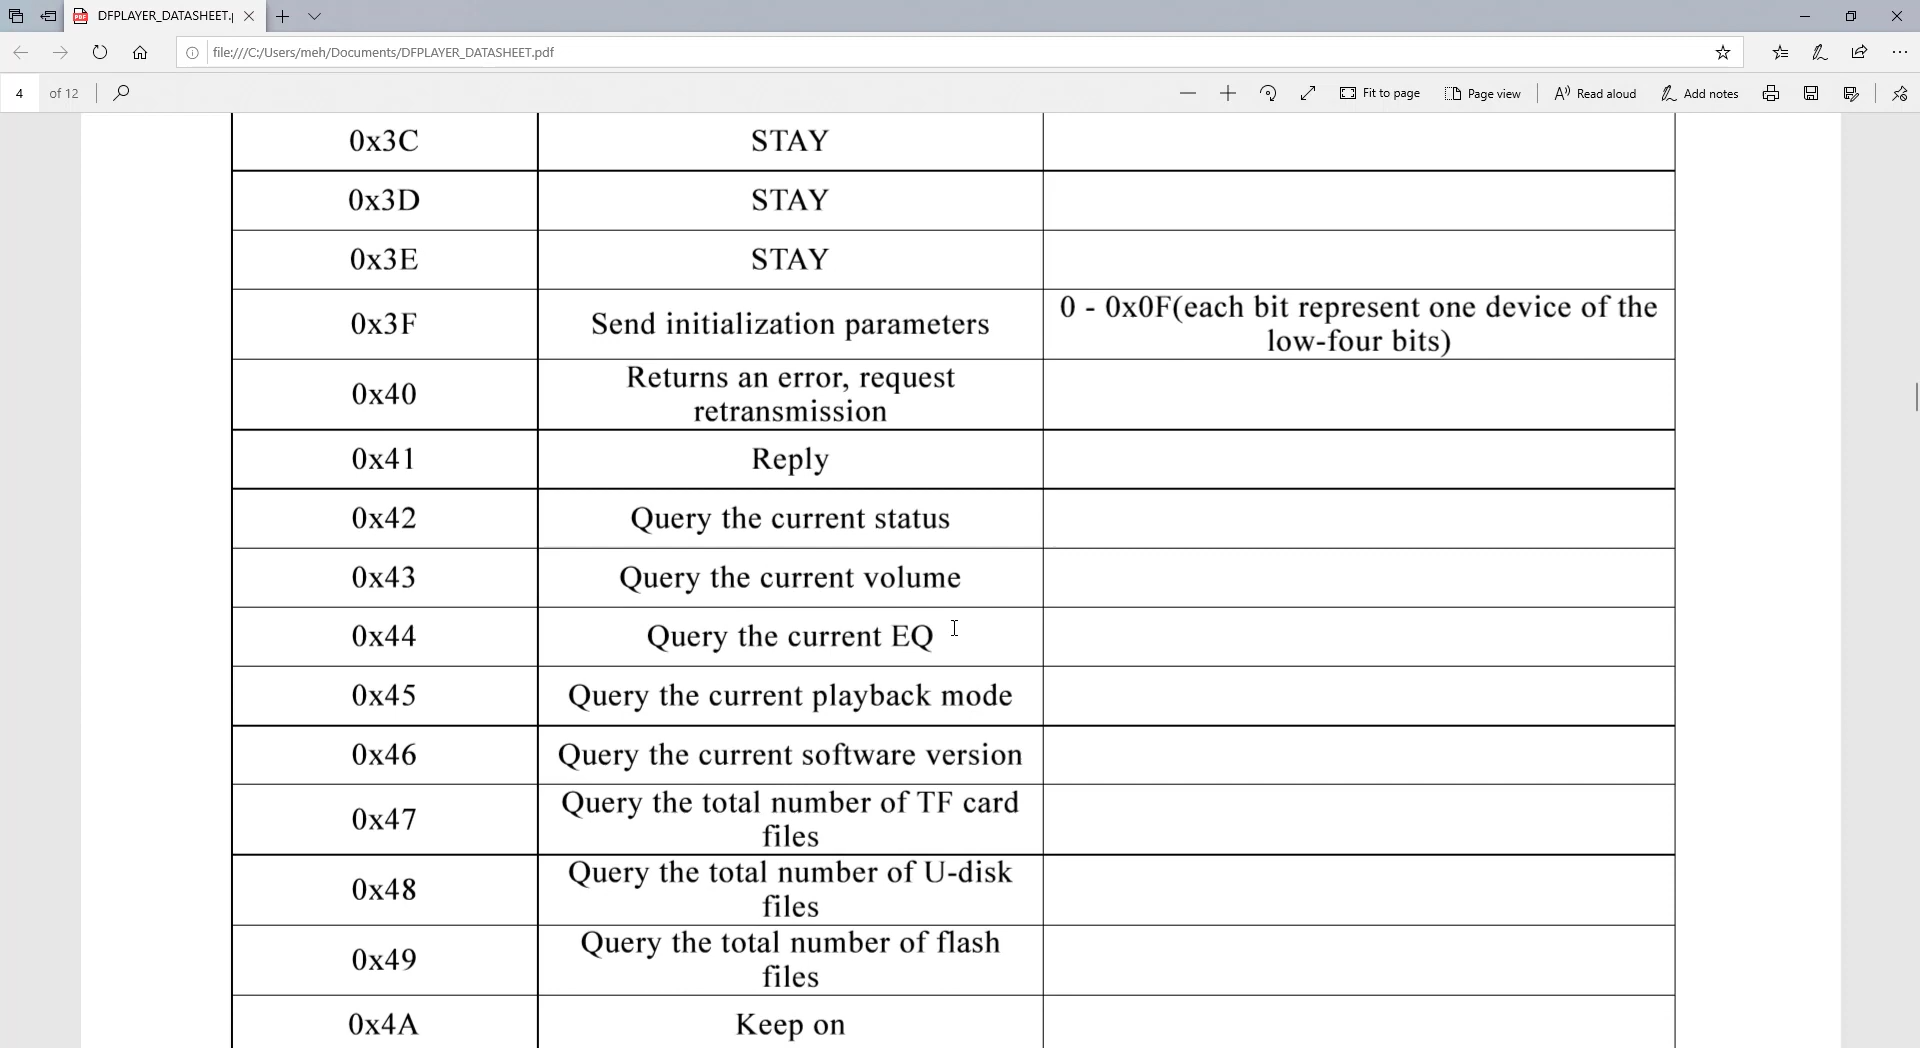 DFPLAYER_DATASHEET.
file:///C:/Users/meh/Documents/DFPLAYER_DATASHEET.pdf
4 of 12 Fit to page Page view Read aloud Add notes
0x3C STAY
0x3D STAY
0x3E STAY
0x3F Send initialization parameters 0 - 0x0F(each bit represent one device of the
low-four bits)
0x40 Returns an error, request
retransmission
0x41 Reply
0x42 Query the current status
0x43 Query the current volume
0x44 Query the current EQ
0x45 Query the current playback mode
0x46 Query the current software version
0x47 Query the total number of TF card
files
0x48 Query the total number of U-disk
files
0x49 Query the total number of flash
files
0x4A Keep on